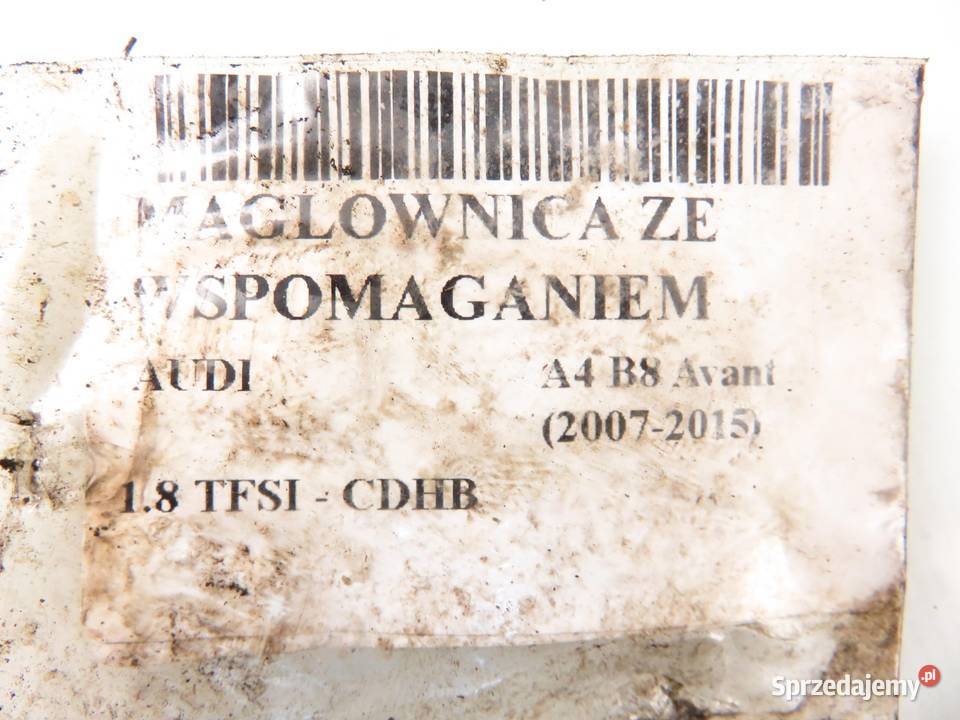 MAGLOWNICA ZE
WSPOMAGANIEM
AUDI
A4 B8 Avant
(2007-2015)
1.8 TFSI - CDHB
Sprzedajemy.pl